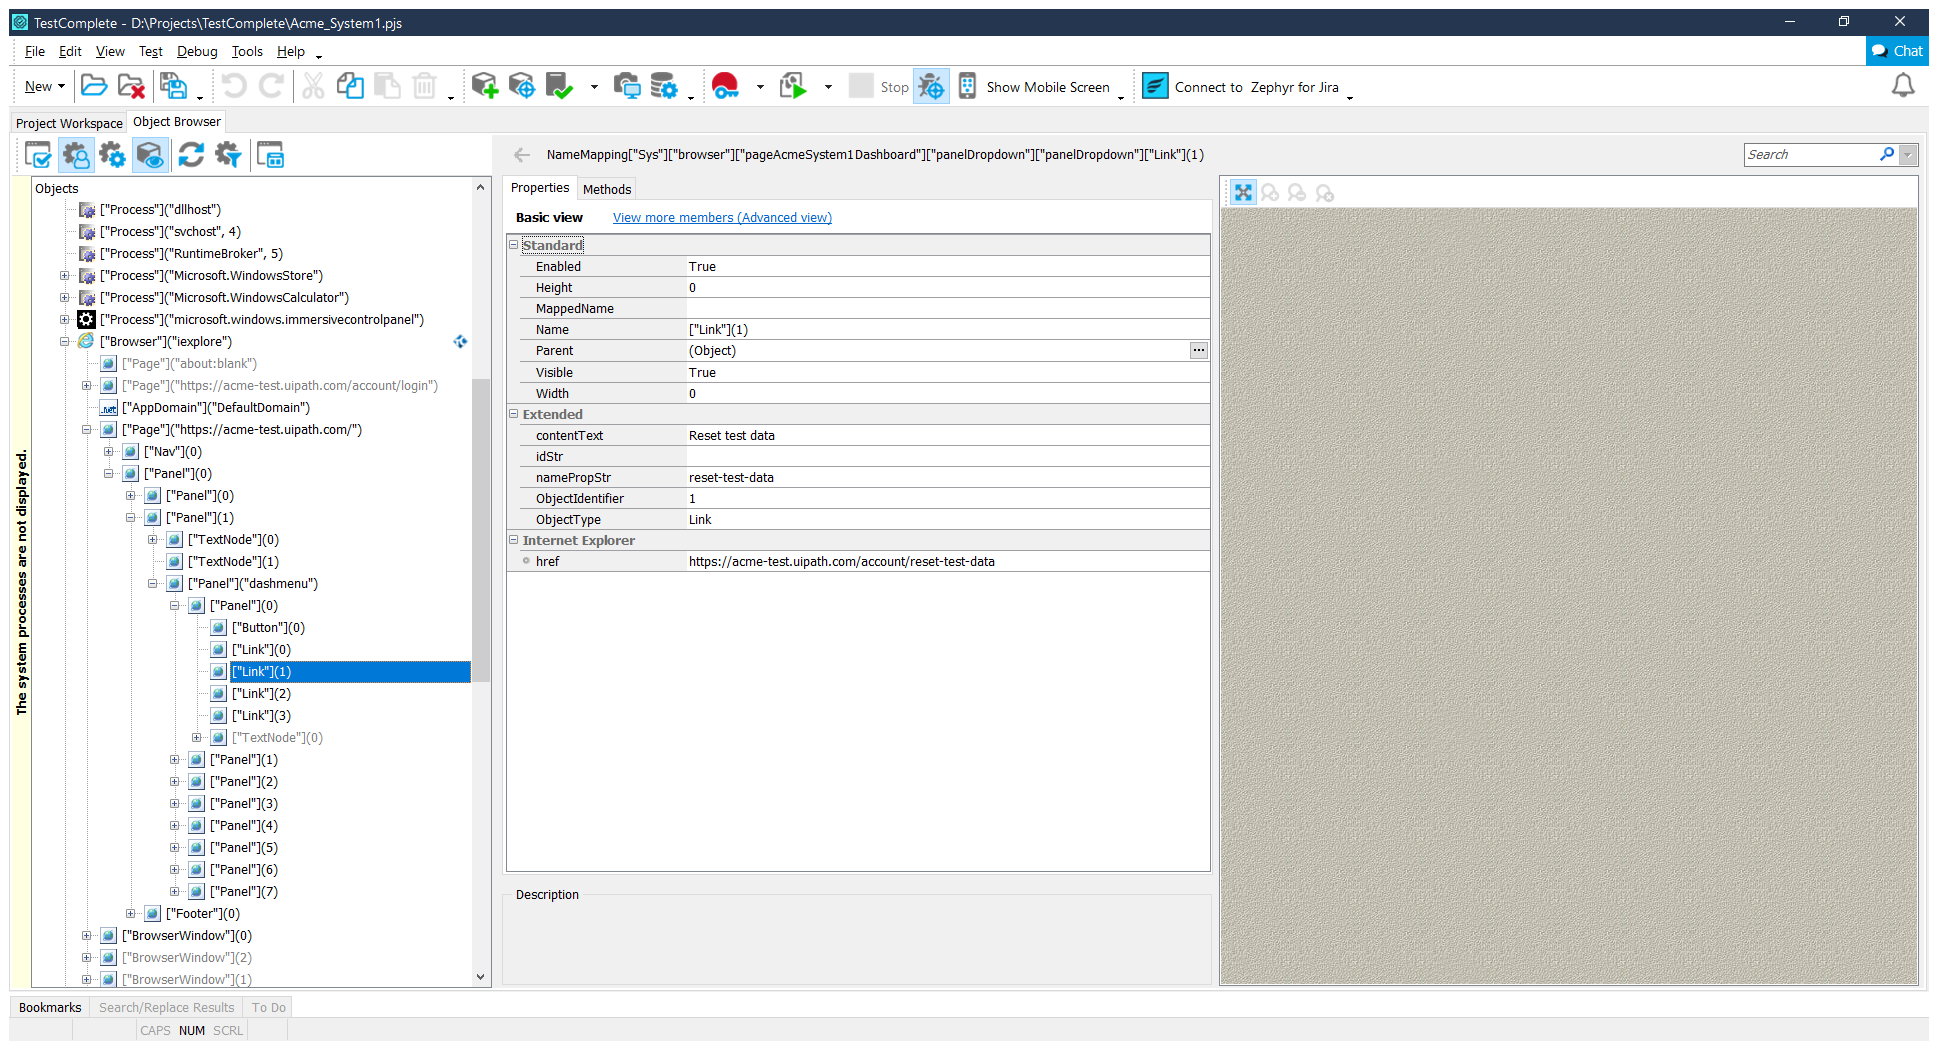 TestComplete - D:\Projects\TestComplete\Acme_System1.pjs
File Edit View Test Debug Tools Help
Chat
New
Stop
Show Mobile Screen
Connect to Zephyr for Jira
Project Workspace Object Browser
NameMapping["Sys"]["browser"]["pageAcmeSystem1Dashboard"]["panelDropdown"]["panelDropdown"]["Link"](1)
Search
The system processes are not displayed.
Objects
["Process"]("dllhost")
["Process"]("svchost", 4)
["Process"]("RuntimeBroker", 5)
["Process"]("Microsoft.WindowsStore")
["Process"]("Microsoft.WindowsCalculator")
["Process"]("microsoft.windows.immersivecontrolpanel")
["Browser"]("iexplore")
["Page"]("about:blank")
["Page"]("https://acme-test.uipath.com/account/login")
.net ["AppDomain"]("DefaultDomain")
["Page"]("https://acme-test.uipath.com/")
["Nav"](0)
["Panel"](0)
["Panel"](0)
["Panel"](1)
["TextNode"](0)
["TextNode"](1)
["Panel"]("dashmenu")
["Panel"](0)
["Button"](0)
["Link"](0)
["Link"](1)
["Link"](2)
["Link"](3)
["TextNode"](0)
["Panel"](1)
["Panel"](2)
["Panel"](3)
["Panel"](4)
["Panel"](5)
["Panel"](6)
["Panel"](7)
["Footer"](0)
["BrowserWindow"](0)
["BrowserWindow"](2)
["BrowserWindow"](1)
Properties Methods
Basic view View more members (Advanced view)
Standard
Enabled True
Height 0
MappedName
Name ["Link"](1)
Parent (Object) ...
Visible True
Width 0
Extended
contentText Reset test data
idStr
namePropStr reset-test-data
ObjectIdentifier 1
ObjectType Link
Internet Explorer
href https://acme-test.uipath.com/account/reset-test-data
Description
Bookmarks Search/Replace Results To Do
CAPS NUM SCRL